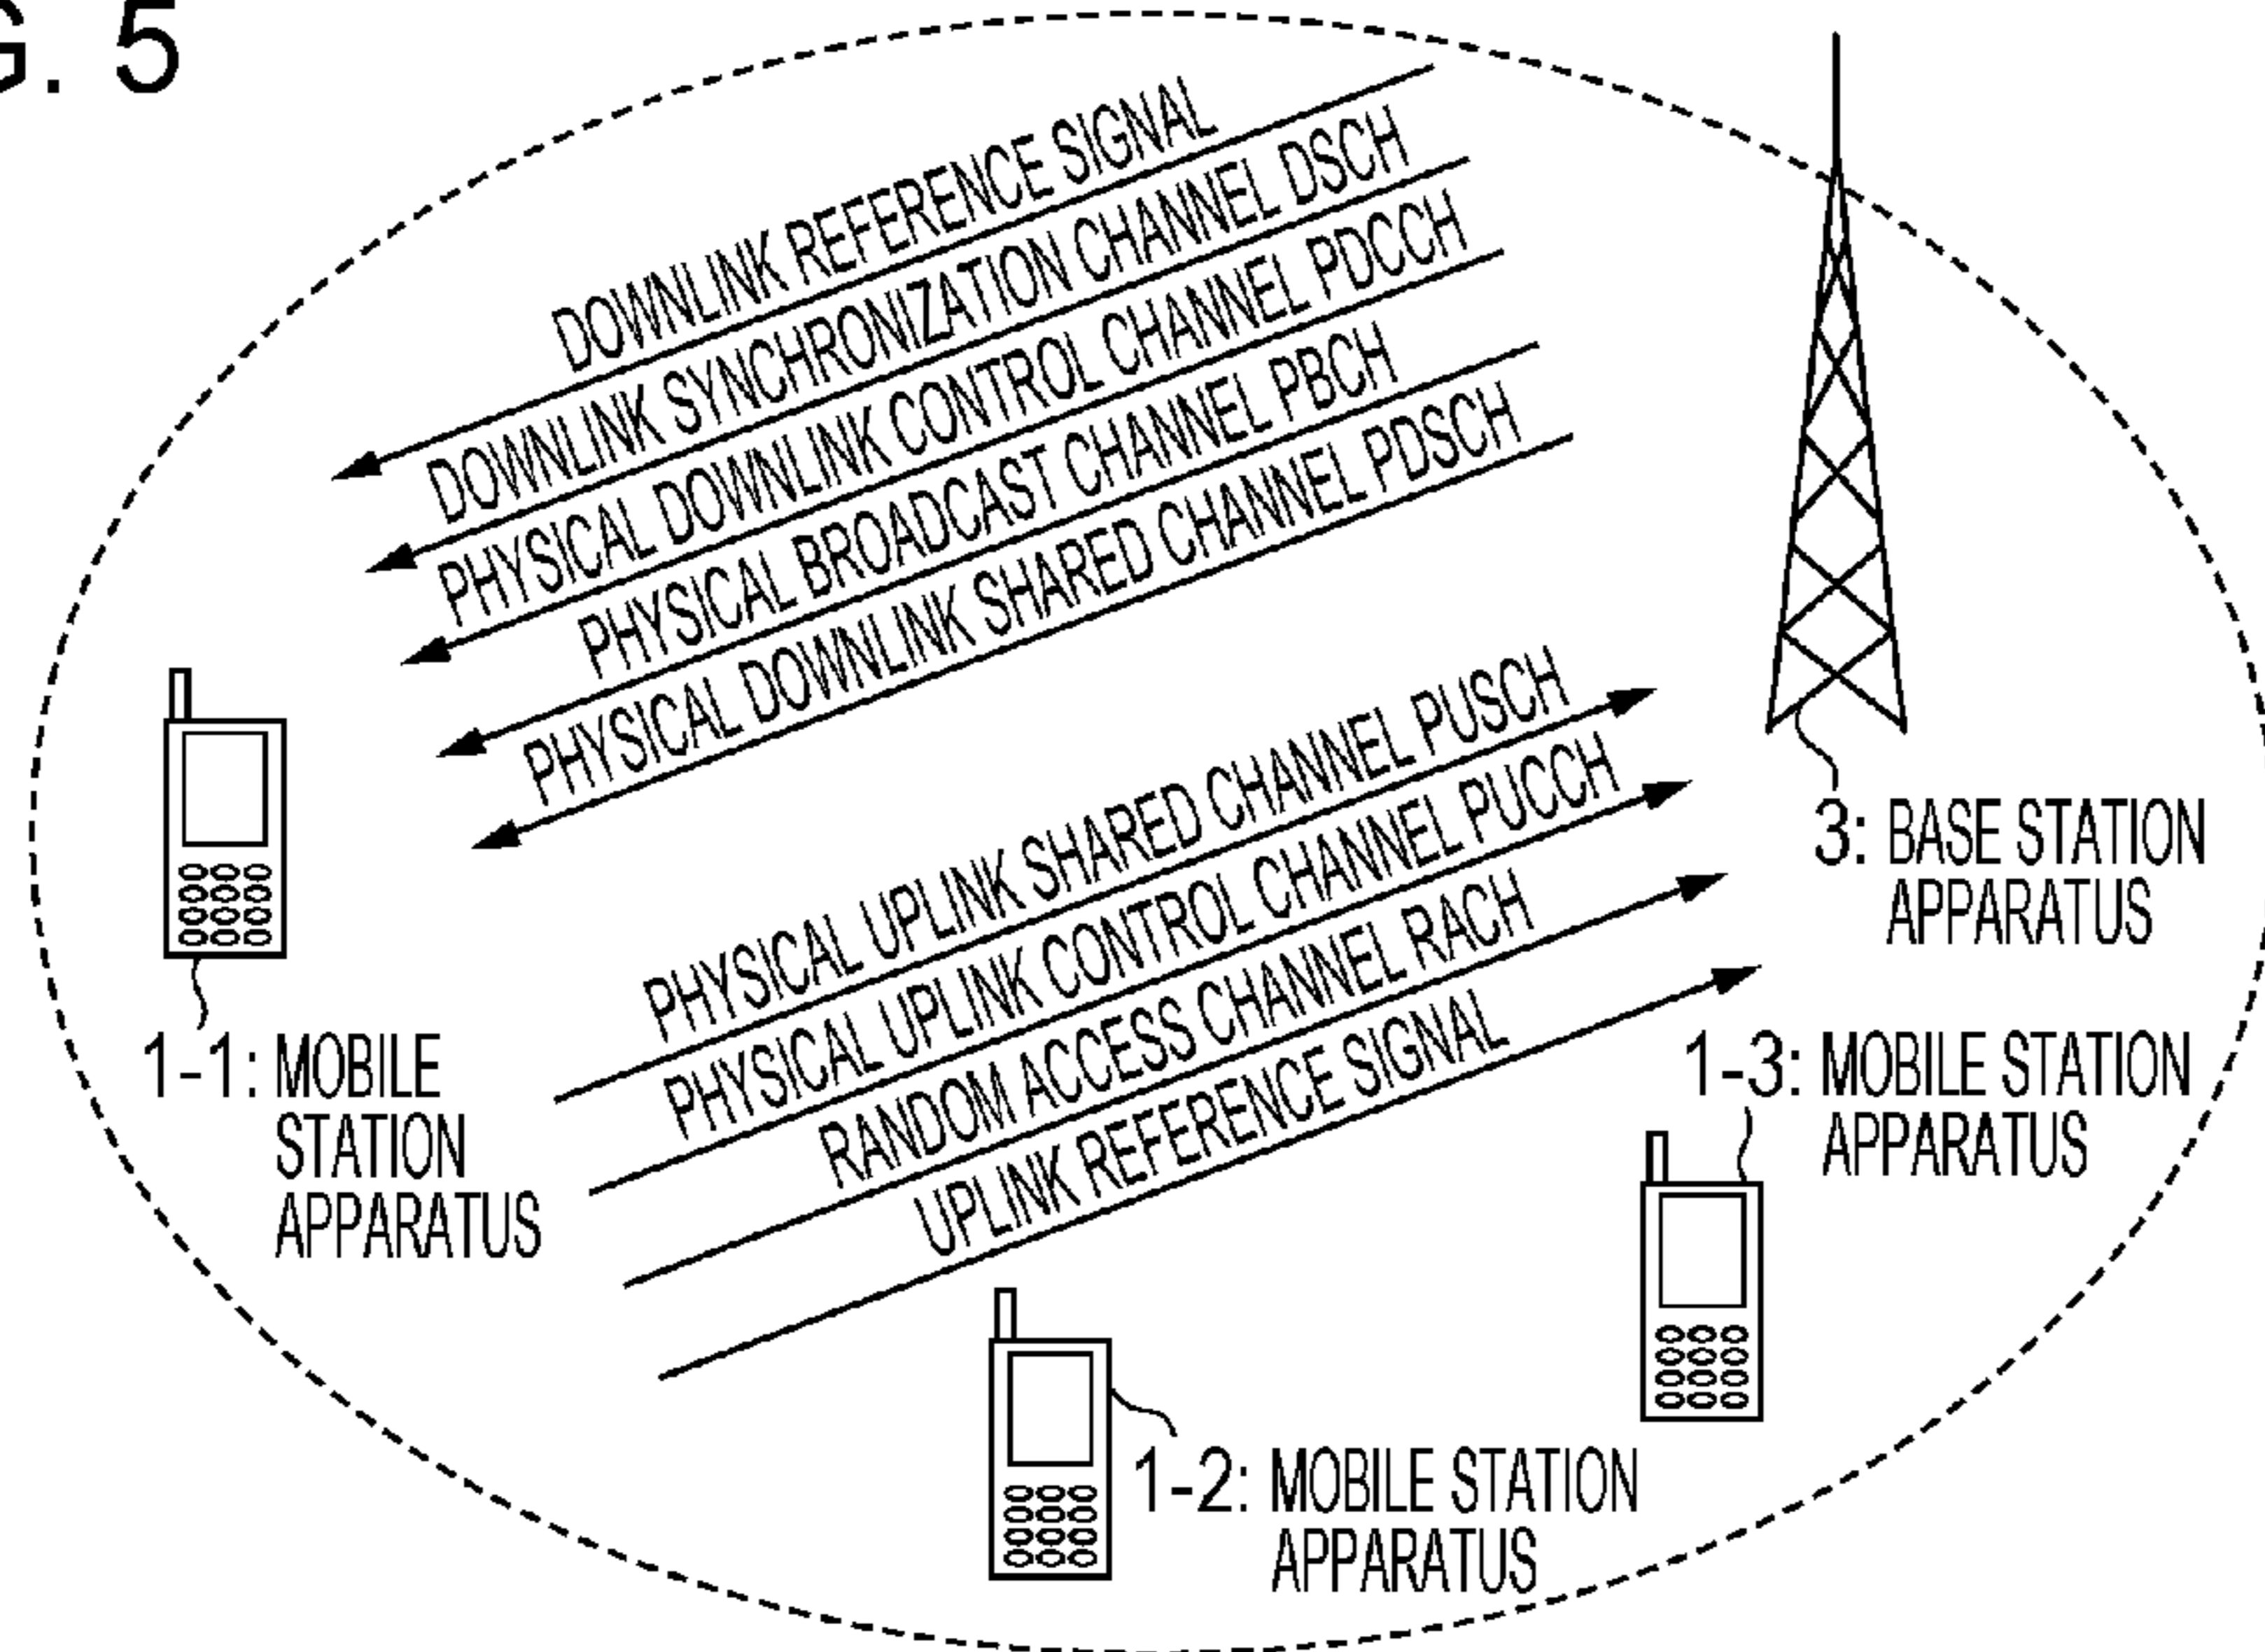 G. 5
DOWNLINK REFERENCE SIGNAL
DOWNLINK SYNCHRONIZATION CHANNEL DSCH
PHYSICAL DOWNLINK CONTROL CHANNEL PDCCH
PHYSICAL BROADCAST CHANNEL PBCH
PHYSICAL DOWNLINK SHARED CHANNEL PDSCH
PHYSICAL UPLINK SHARED CHANNEL PUSCH
PHYSICAL UPLINK CONTROL CHANNEL PUCCH
RANDOM ACCESS CHANNEL RACH
UPLINK REFERENCE SIGNAL
3: BASE STATION
APPARATUS
1-1: MOBILE
STATION
APPARATUS
1-3: MOBILE STATION
APPARATUS
1-2: MOBILE STATION
APPARATUS